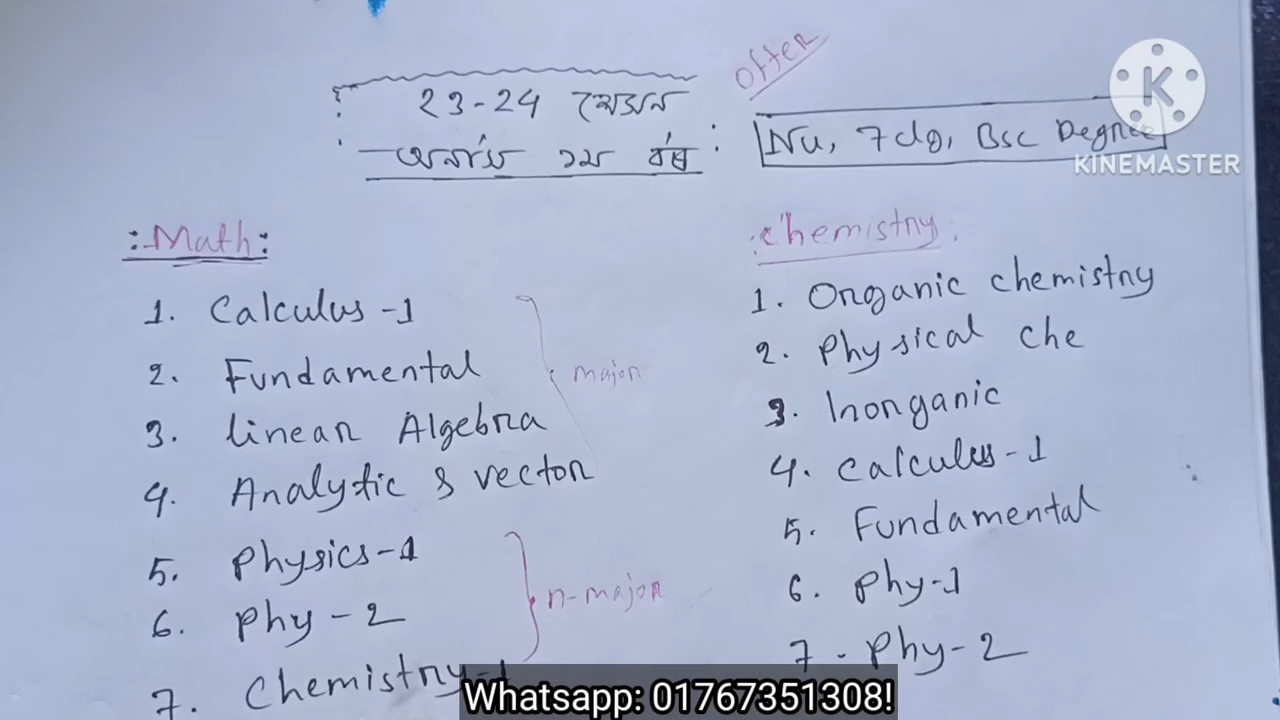 Offer
23-24 সেশন
অনার্স ১ম বর্ষ
Nu, 7clg, Bsc Degree
KINEMASTER
:Math:
1. Calculus -1
2. Fundamental
3. linear Algebra
4. Analytic & vector
major
5. Physics-1
6. Phy - 2
7. Chemistry-1
n-major
:Chemistry:
1. Organic chemistry
2. Physical che
3. Inorganic
4. Calculus - 1
5. Fundamental
6. Phy-1
7. Phy-2
Whatsapp: 01767351308!